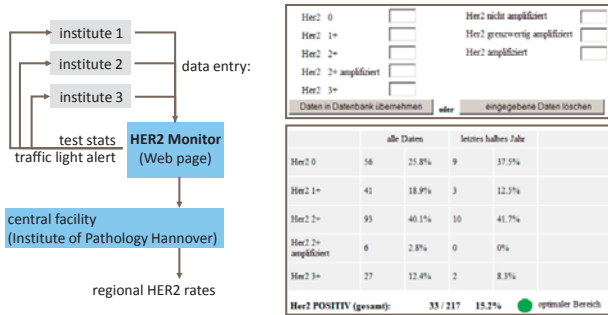 institute 1
institute 2
institute 3
data entry:
test stats
traffic light alert
HER2 Monitor
(Web page)
central facility
(Institute of Pathology Hannover)
regional HER2 rates
Her2 0
Her2 1+
Her2 2+
Her2 2+ amplifiziert
Her2 3+
Her2 nicht amplifiziert
Her2 grenzwertig amplifiziert
Her2 amplifiziert
Daten in Datenbank übernehmen oder eingegebene Daten löschen
alle Daten letztes halbes Jahr
Her2 0 56 25.8% 9 37.5%
Her2 1+ 41 18.9% 3 12.5%
Her2 2+ 93 40.1% 10 41.7%
Her2 2+
amplifiziert 6 2.8% 0 0%
Her2 3+ 27 12.4% 2 8.3%
Her2 POSITIV (gesamt): 33 / 217 15.2% optimaler Bereich